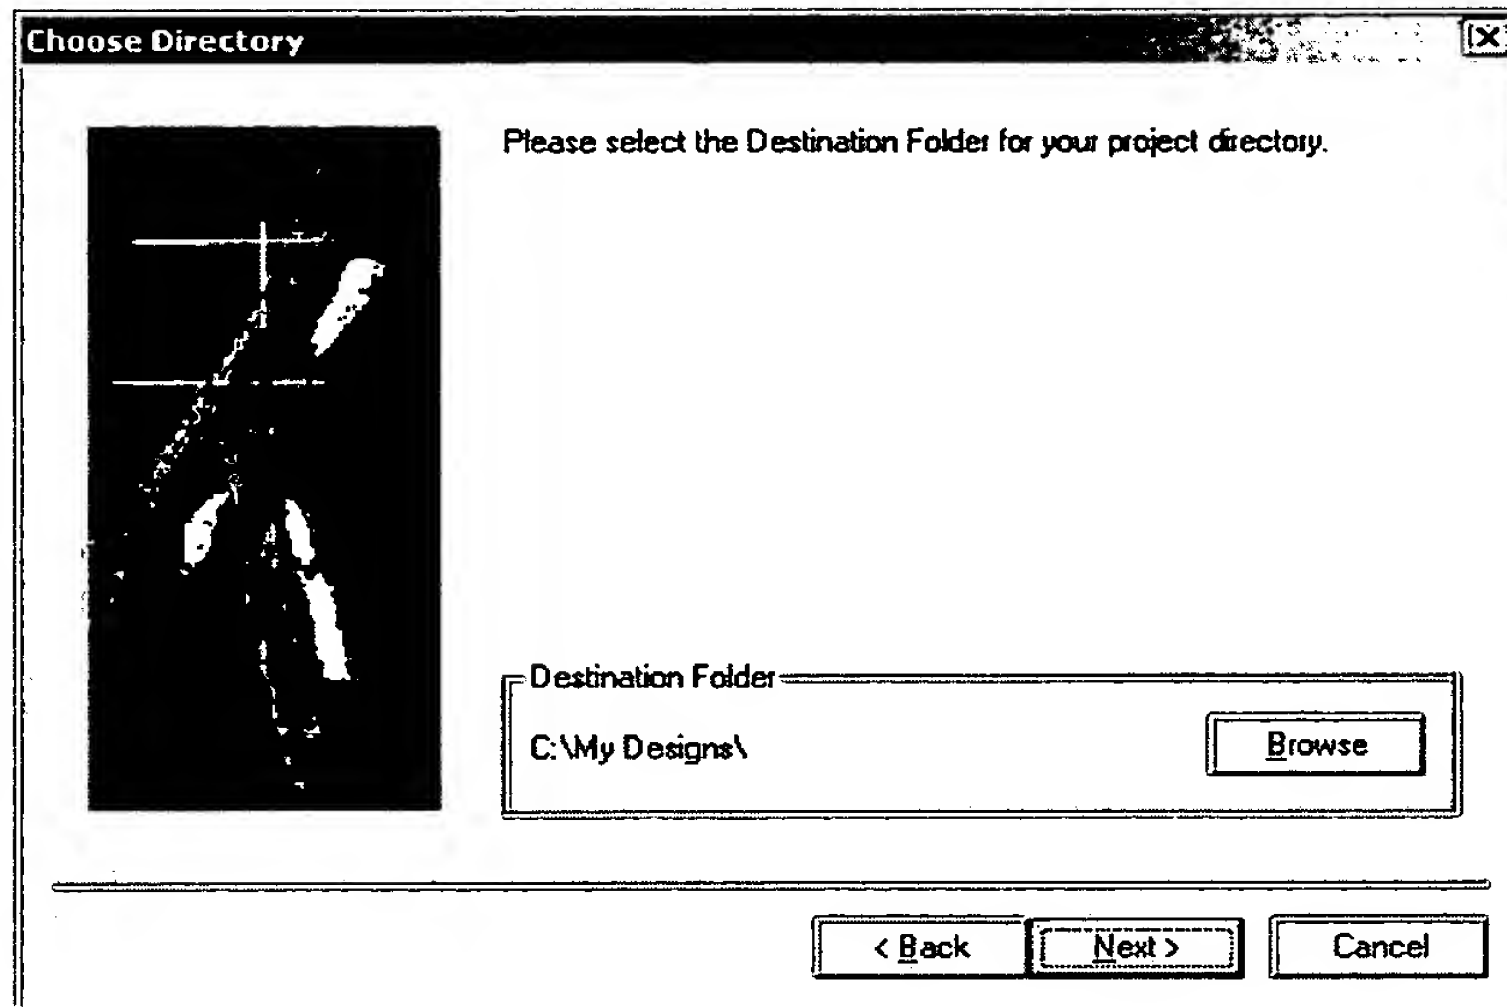 Choose Directory
Please select the Destination Folder for your project directory.
Destination Folder
C:\My Designs\
Browse
< Back
Next >
Cancel